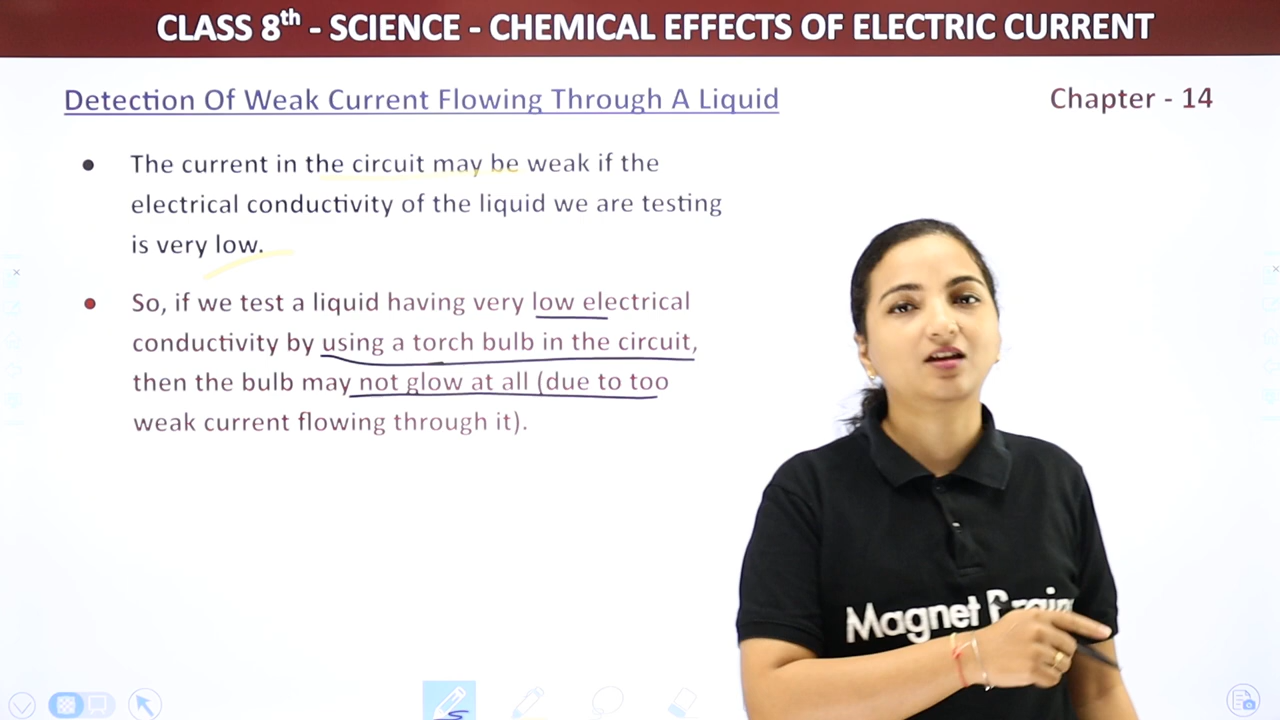 CLASS 8th - SCIENCE - CHEMICAL EFFECTS OF ELECTRIC CURRENT
Detection Of Weak Current Flowing Through A Liquid
Chapter - 14
● The current in the circuit may be weak if the
electrical conductivity of the liquid we are testing
is very low.
● So, if we test a liquid having very low electrical
conductivity by using a torch bulb in the circuit,
then the bulb may not glow at all (due to too
weak current flowing through it).
Magnet